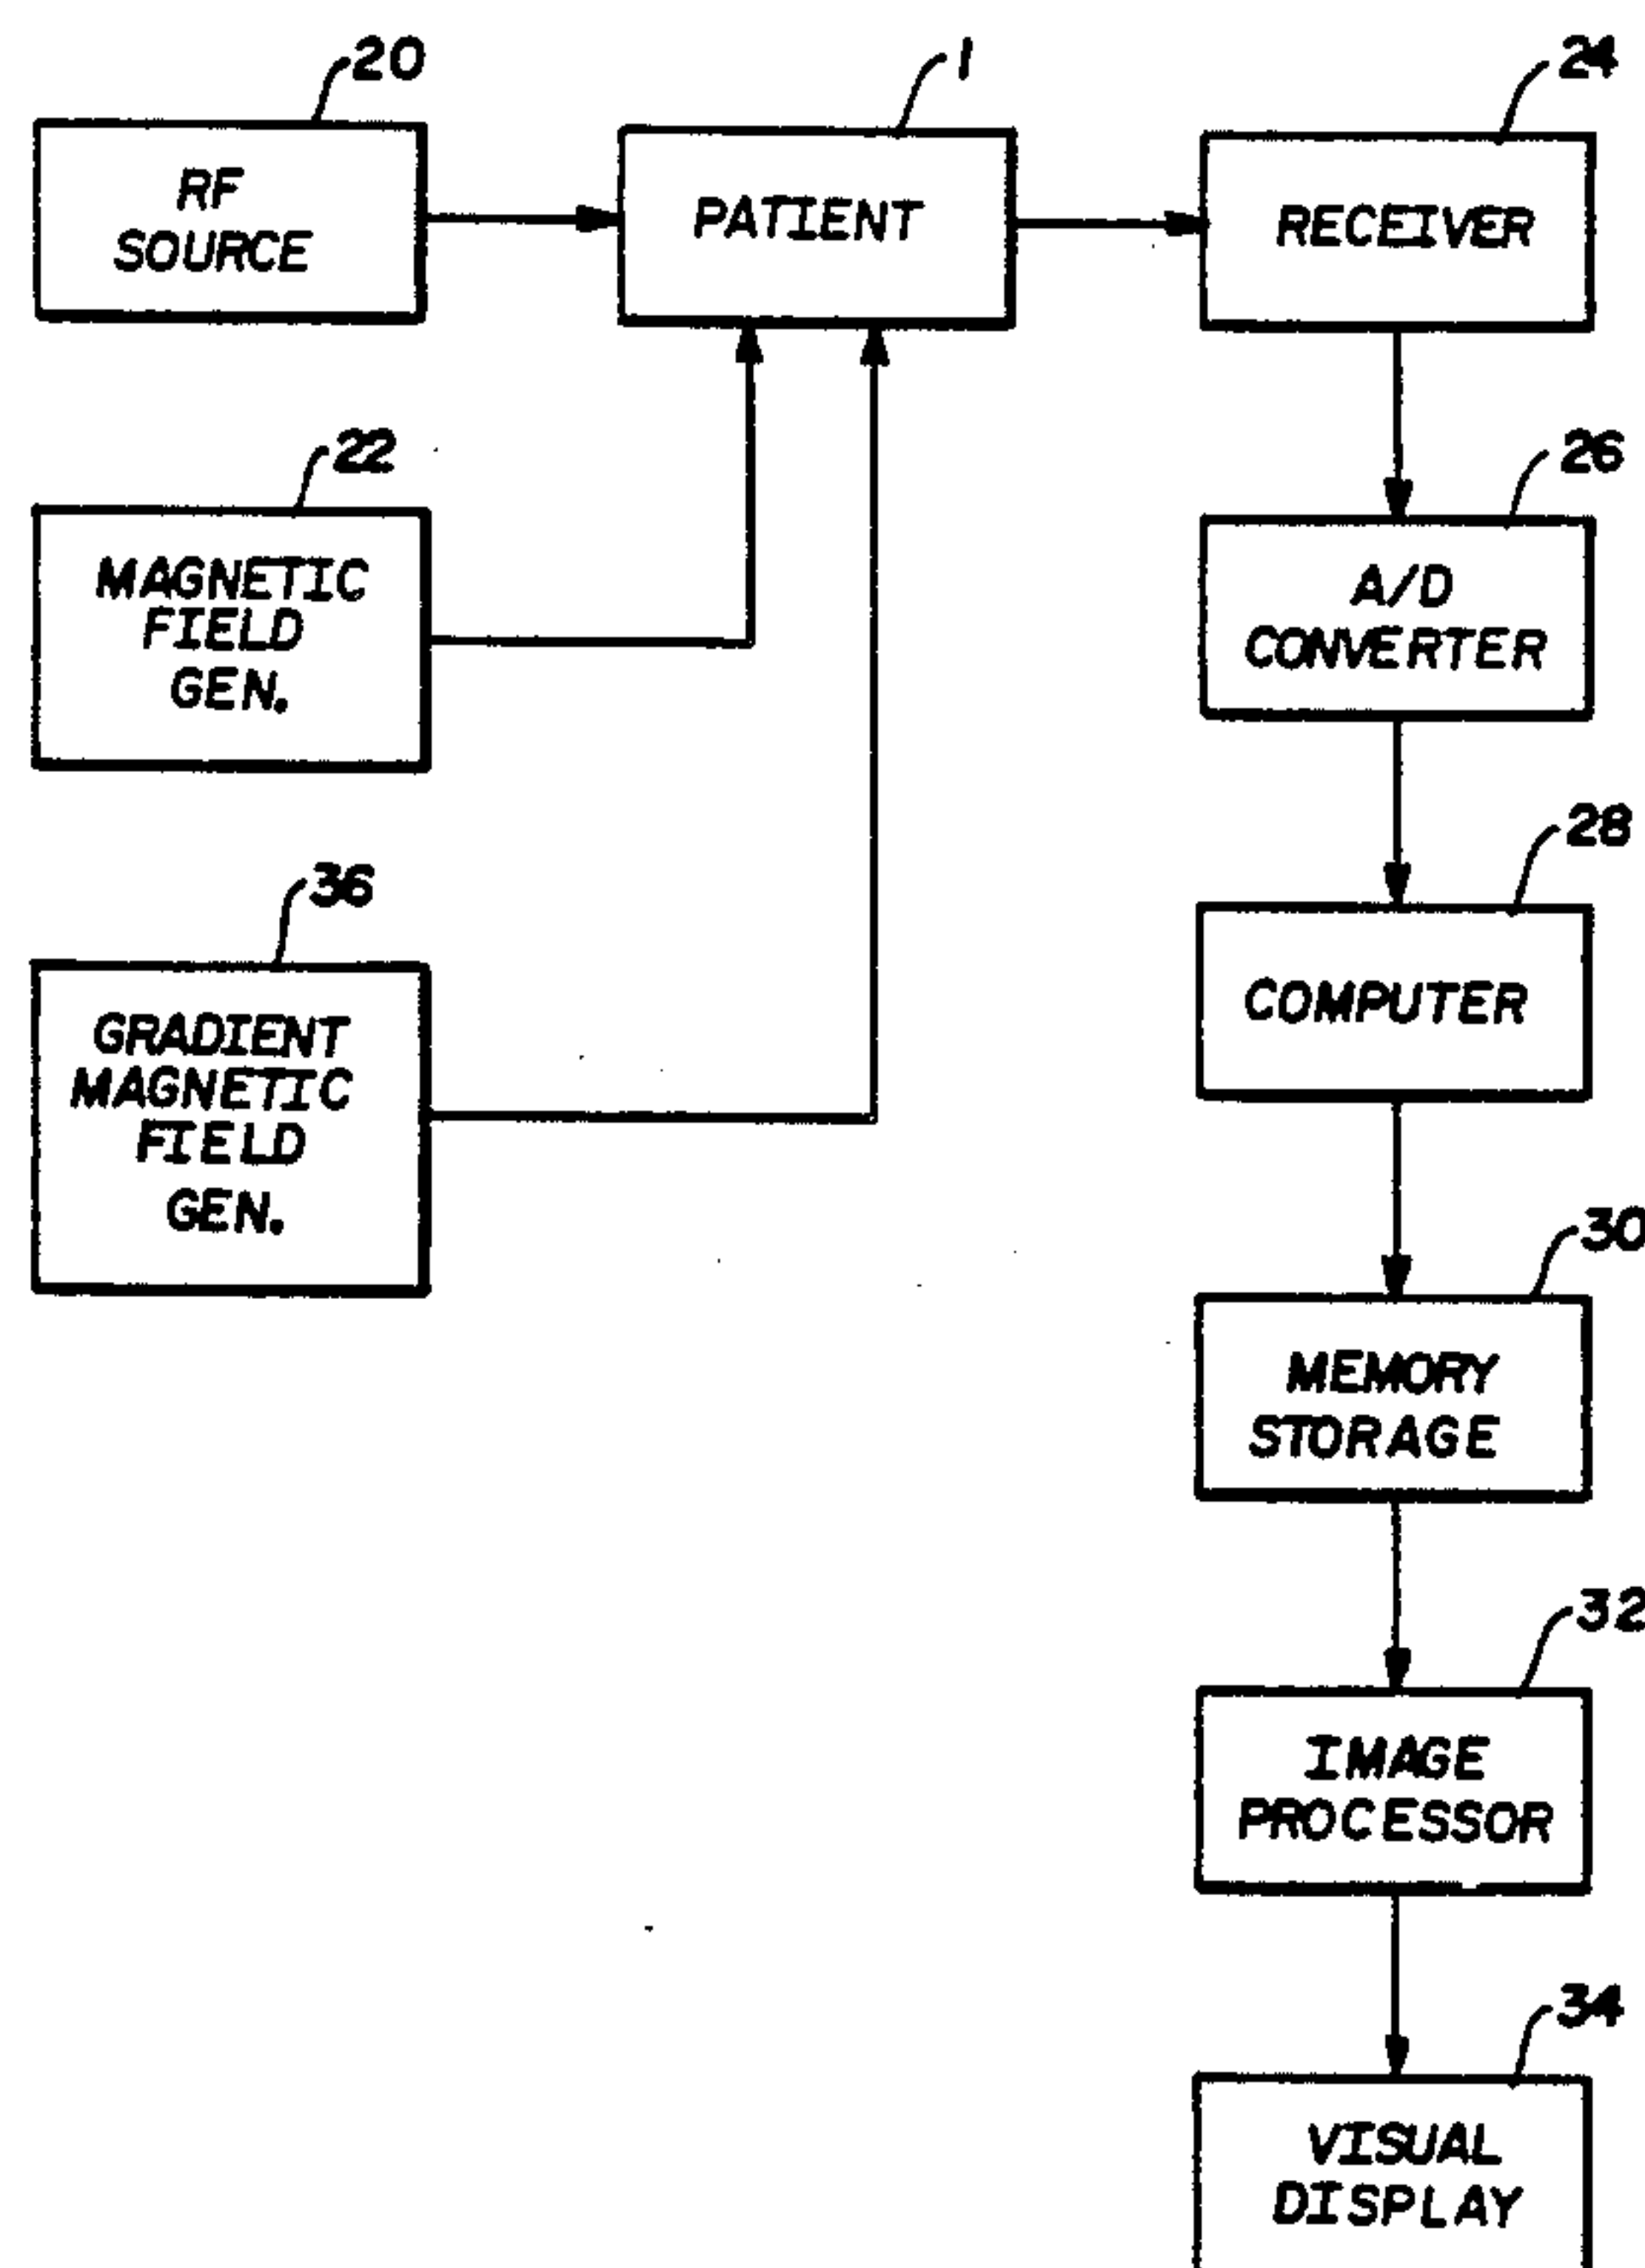 20
RF
SOURCE
1
PATIENT
24
RECEIVER
22
MAGNETIC
FIELD
GEN.
26
A/D
CONVERTER
28
COMPUTER
36
GRADIENT
MAGNETIC
FIELD
GEN.
30
MEMORY
STORAGE
32
IMAGE
PROCESSOR
34
VISUAL
DISPLAY